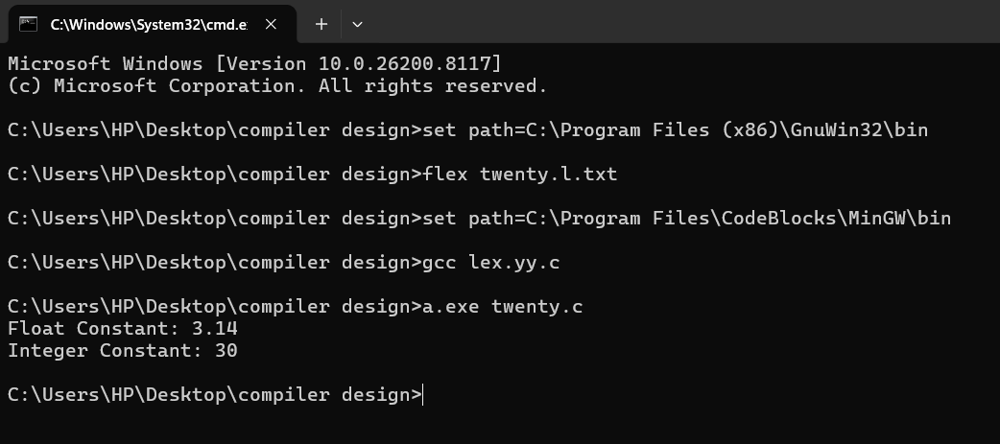 C:\Windows\System32\cmd.e
Microsoft Windows [Version 10.0.26200.8117]
(c) Microsoft Corporation. All rights reserved.
C:\Users\HP\Desktop\compiler design>set path=C:\Program Files (x86)\GnuWin32\bin
C:\Users\HP\Desktop\compiler design>flex twenty.l.txt
C:\Users\HP\Desktop\compiler design>set path=C:\Program Files\CodeBlocks\MinGW\bin
C:\Users\HP\Desktop\compiler design>gcc lex.yy.c
C:\Users\HP\Desktop\compiler design>a.exe twenty.c
Float Constant: 3.14
Integer Constant: 30
C:\Users\HP\Desktop\compiler design>